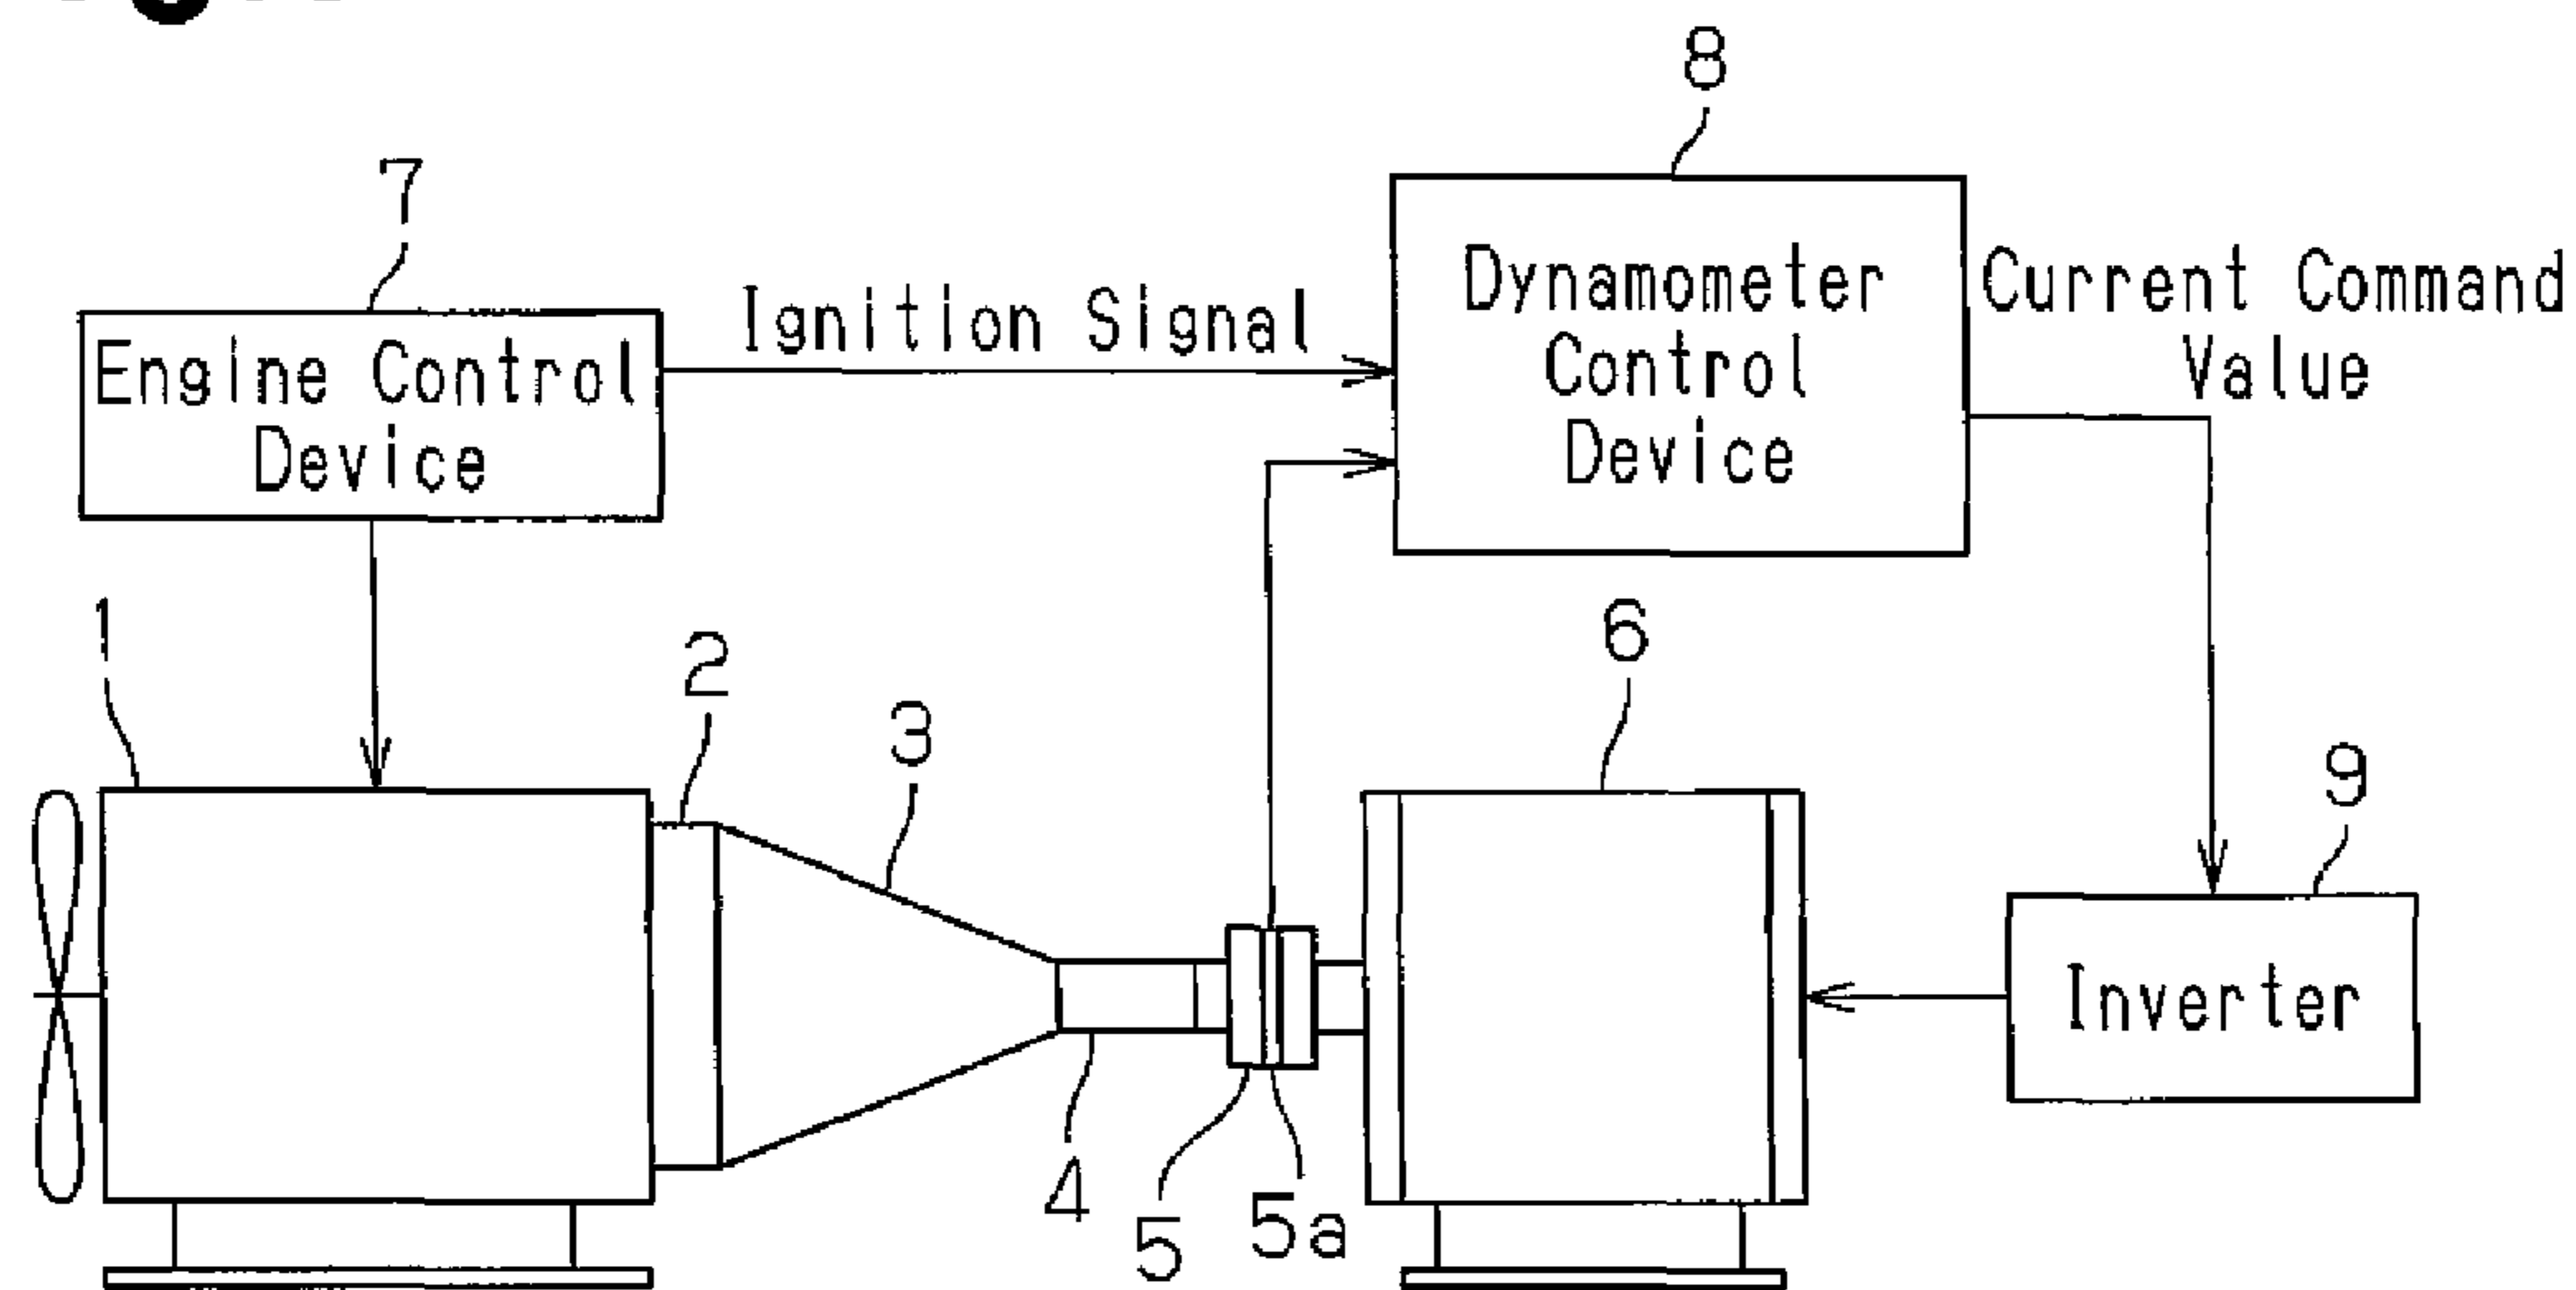 8
7
Ignition Signal
Engine Control
Device
Dynamometer
Control
Device
Current Command
Value
1
2
3
6
9
Inverter
4
5
5a